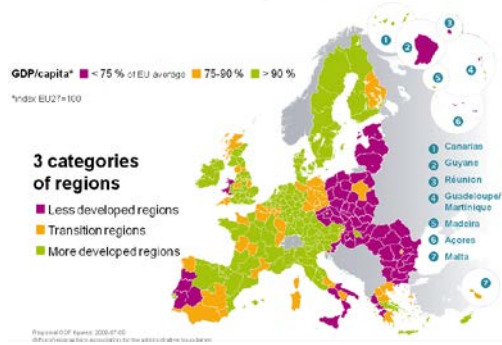 GDP/capita* < 75 % of EU average 75-90 % > 90 %
*index EU27=100
3 categories
of regions
Less developed regions
Transition regions
More developed regions
1 Canarias
2 Guyane
3 Réunion
4 Guadeloupe/
Martinique
5 Madeira
6 Açores
7 Malta
1
2
3
4
5
6
7
Regional GDP figures: 2006-07-08